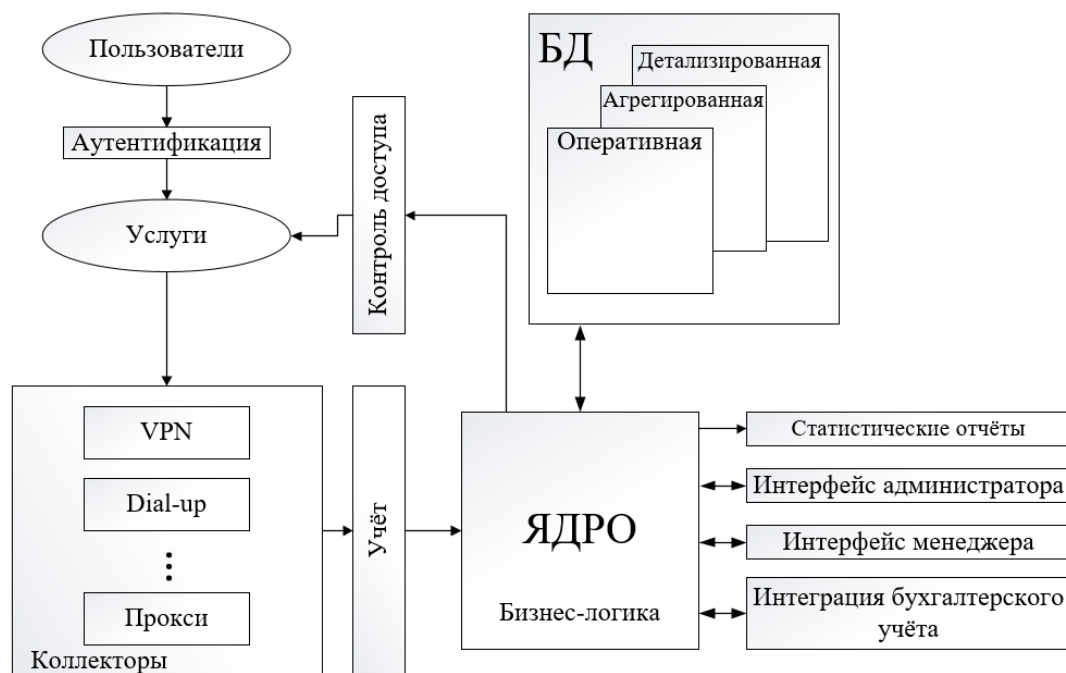 Пользователи
Аутентификация
Услуги
Контроль доступа
БД
Детализированная
Агрегированная
Оперативная
VPN
Dial-up
Прокси
Коллекторы
Учёт
ЯДРО
Бизнес-логика
Статистические отчёты
Интерфейс администратора
Интерфейс менеджера
Интеграция бухгалтерского
учёта